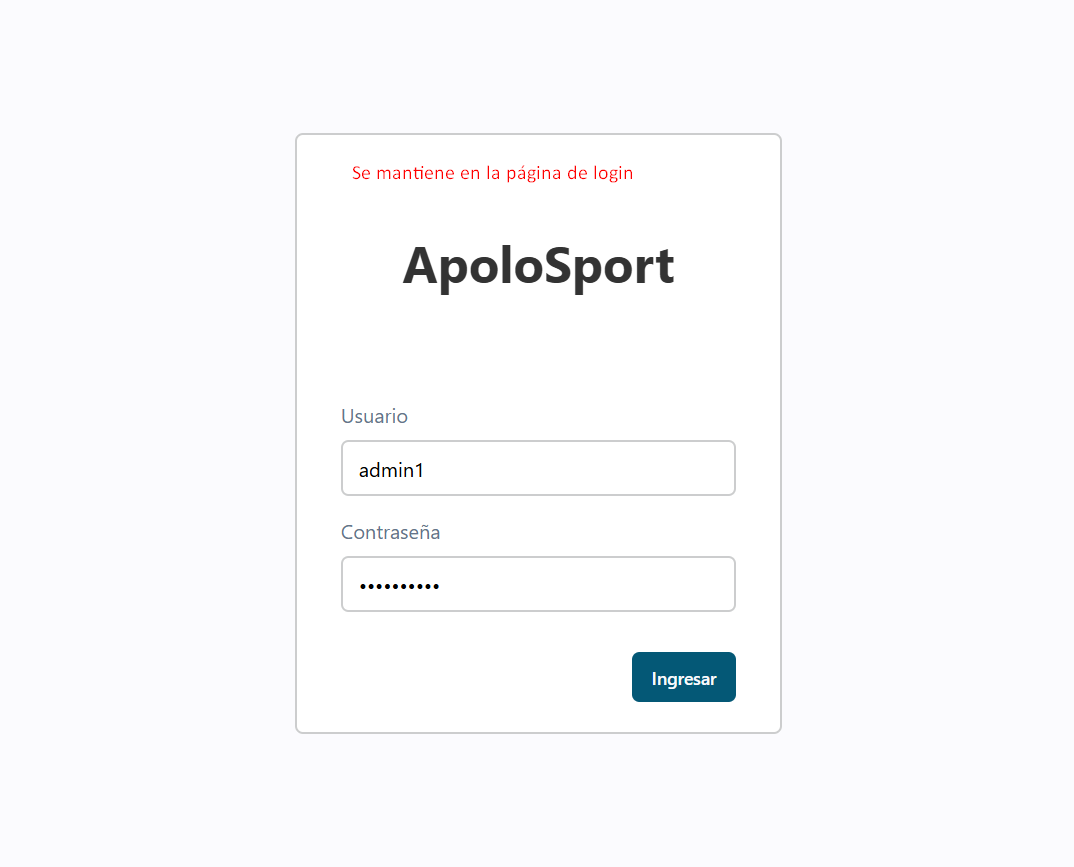 Se mantiene en la página de login
ApoloSport
Usuario
admin1
Contraseña
••••••••••
Ingresar